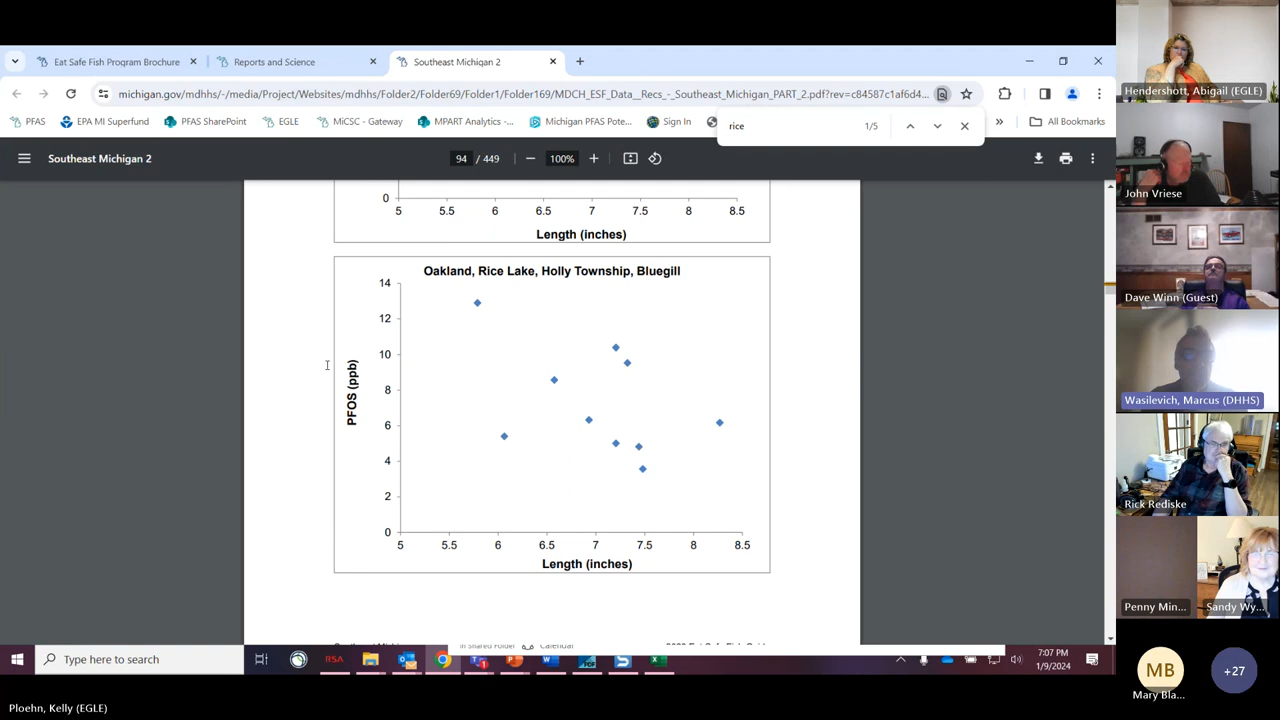 Eat Safe Fish Program Brochure
Reports and Science
Southeast Michigan 2
michigan.gov/mdhhs/-/media/Project/Websites/mdhhs/Folder2/Folder69/Folder1/Folder169/MDCH_ESF_Data__Recs_-_Southeast_Michigan_PART_2.pdf?rev=c84587c1af6d4...
PFAS
EPA MI Superfund
PFAS SharePoint
EGLE
MiCSC - Gateway
MPART Analytics -...
Michigan PFAS Pote...
Sign In
All Bookmarks
rice
1/5
Southeast Michigan 2
94 / 449
100%
0
5 5.5 6 6.5 7 7.5 8 8.5
Length (inches)
Oakland, Rice Lake, Holly Township, Bluegill
14
12
10
8
6
4
2
0
PFOS (ppb)
5 5.5 6 6.5 7 7.5 8 8.5
Length (inches)
in Shared Folder
Calendar
Type here to search
RSA
7:07 PM
1/9/2024
Hendershott, Abigail (EGLE)
John Vriese
Dave Winn (Guest)
Wasilevich, Marcus (DHHS)
Rick Rediske
Penny Min...
Sandy Wy...
MB
Mary Bla...
+27
Ploehn, Kelly (EGLE)